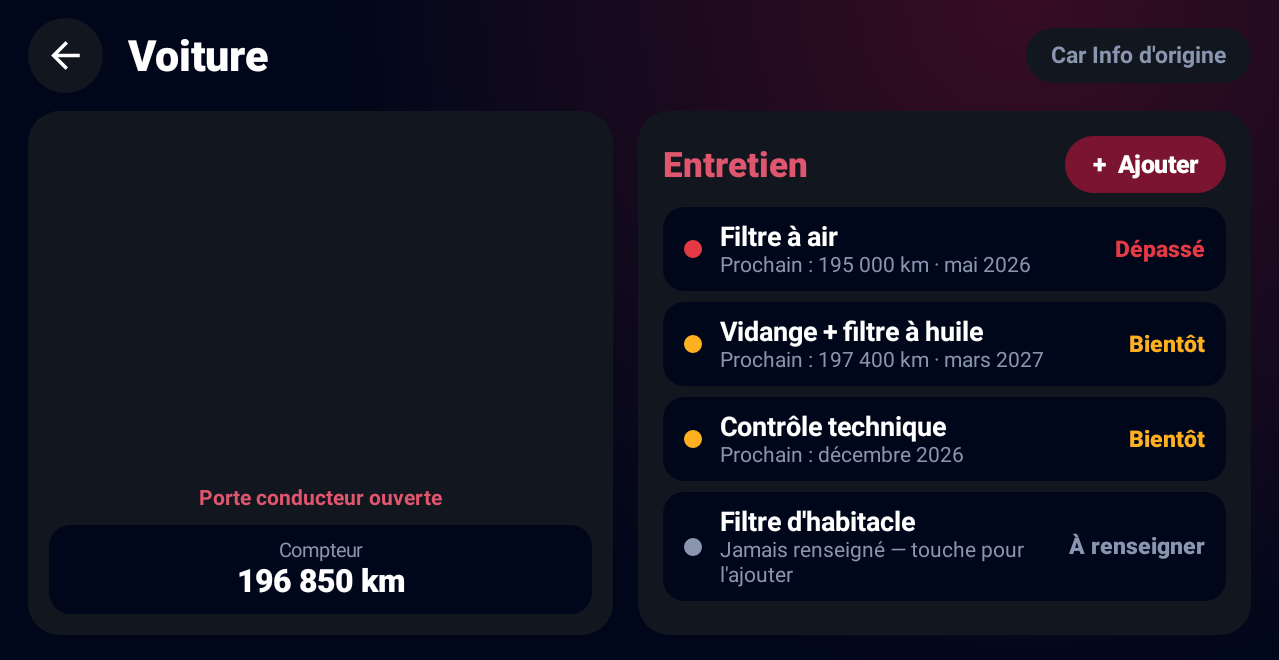 Voiture
Car Info d'origine
Porte conducteur ouverte
Compteur
196 850 km
Entretien
+ Ajouter
Filtre à air
Prochain : 195 000 km · mai 2026
Dépassé
Vidange + filtre à huile
Prochain : 197 400 km · mars 2027
Bientôt
Contrôle technique
Prochain : décembre 2026
Bientôt
Filtre d'habitacle
Jamais renseigné — touche pour
l'ajouter
À renseigner